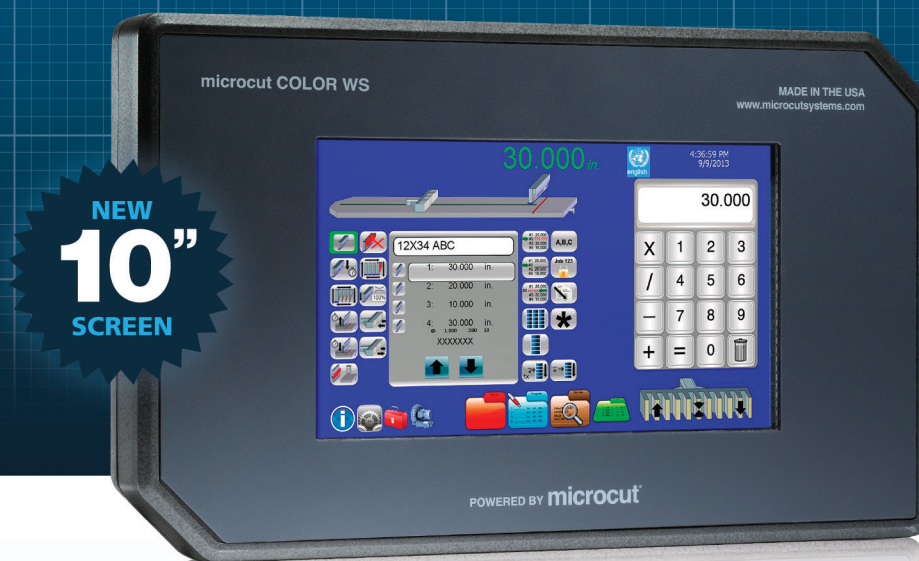 microcut COLOR WS
MADE IN THE USA
www.microcutsystems.com
NEW
10”
SCREEN
30.000 in.
english
4:36:59 PM
9/9/2013
30.000
12X34 ABC
1: 30.000 in.
2: 20.000 in.
3: 10.000 in.
4: 30.000 in.
XXXXXXX
100%
A,B,C
Job 123
X 1 2 3
/ 4 5 6
— 7 8 9
+ = 0
POWERED BY microcut